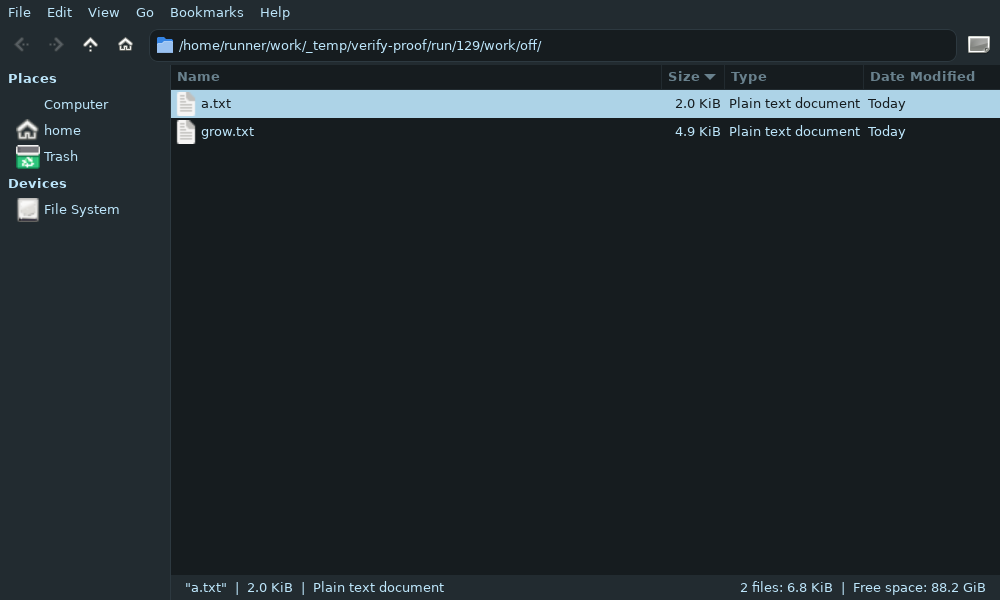 File Edit View Go Bookmarks Help
/home/runner/work/_temp/verify-proof/run/129/work/off/
Places
Computer
home
Trash
Devices
File System
Name Size Type Date Modified
a.txt 2.0 KiB Plain text document Today
grow.txt 4.9 KiB Plain text document Today
"a.txt" | 2.0 KiB | Plain text document 2 files: 6.8 KiB | Free space: 88.2 GiB